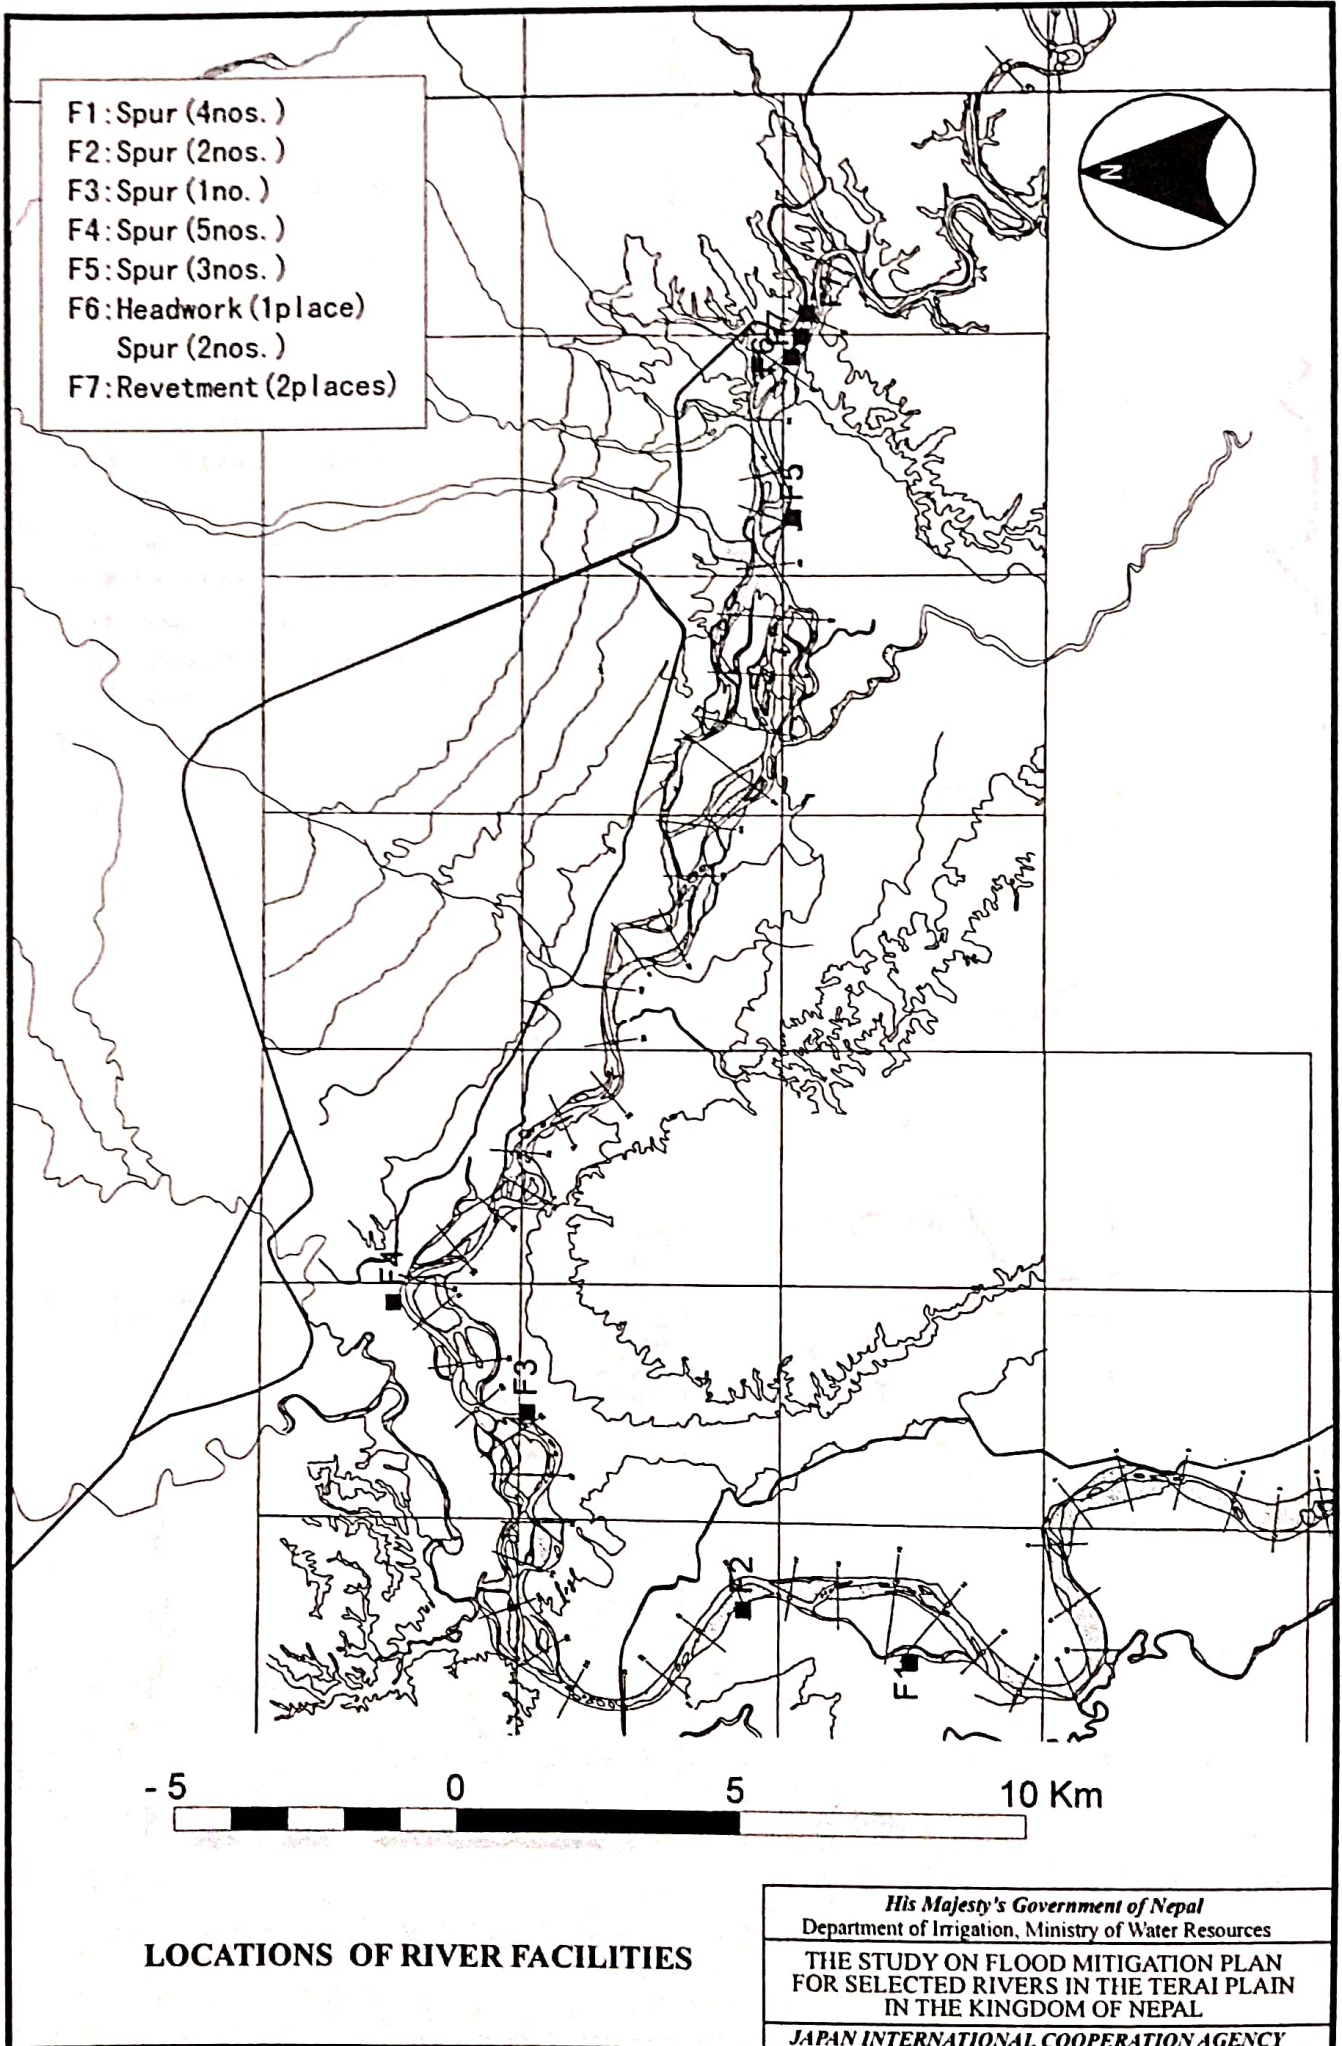 F1:Spur(4nos.)
F2:Spur(2nos.)
F3:Spur(1no.)
F4:Spur(5nos.)
F5:Spur(3nos.)
F6:Headwork(1place)
Spur(2nos.)
F7:Revetment(2places)
N
F7
F6
F7
F5
F4
F3
F2
F1
- 5 0 5 10 Km
LOCATIONS OF RIVER FACILITIES
His Majesty's Government of Nepal
Department of Irrigation, Ministry of Water Resources
THE STUDY ON FLOOD MITIGATION PLAN
FOR SELECTED RIVERS IN THE TERAI PLAIN
IN THE KINGDOM OF NEPAL
JAPAN INTERNATIONAL COOPERATION AGENCY